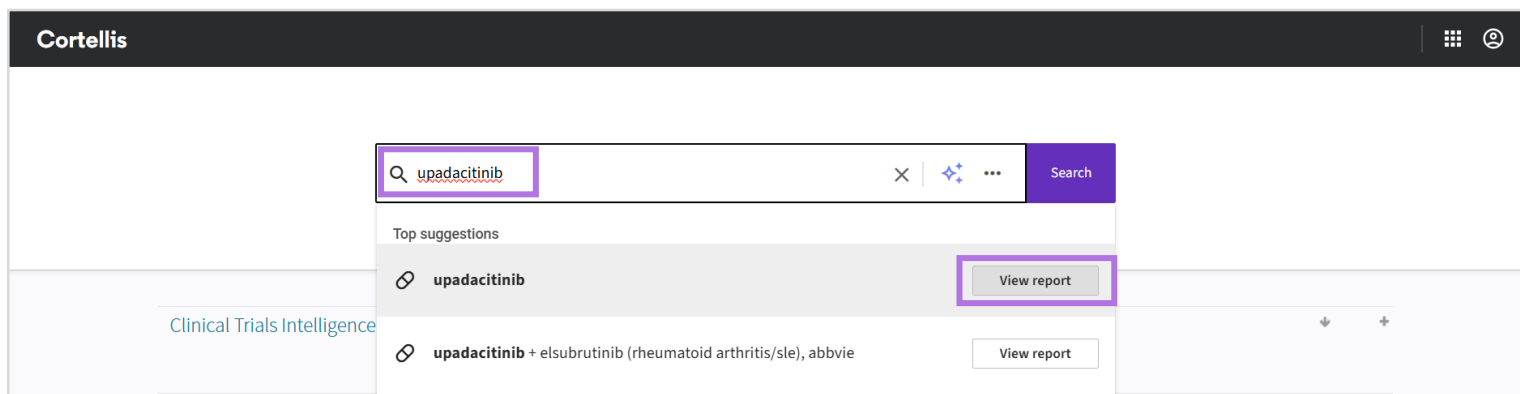 Cortellis
upadacitinib
Search
Top suggestions
upadacitinib View report
Clinical Trials Intelligence
upadacitinib + elsubrutinib (rheumatoid arthritis/sle), abbvie View report